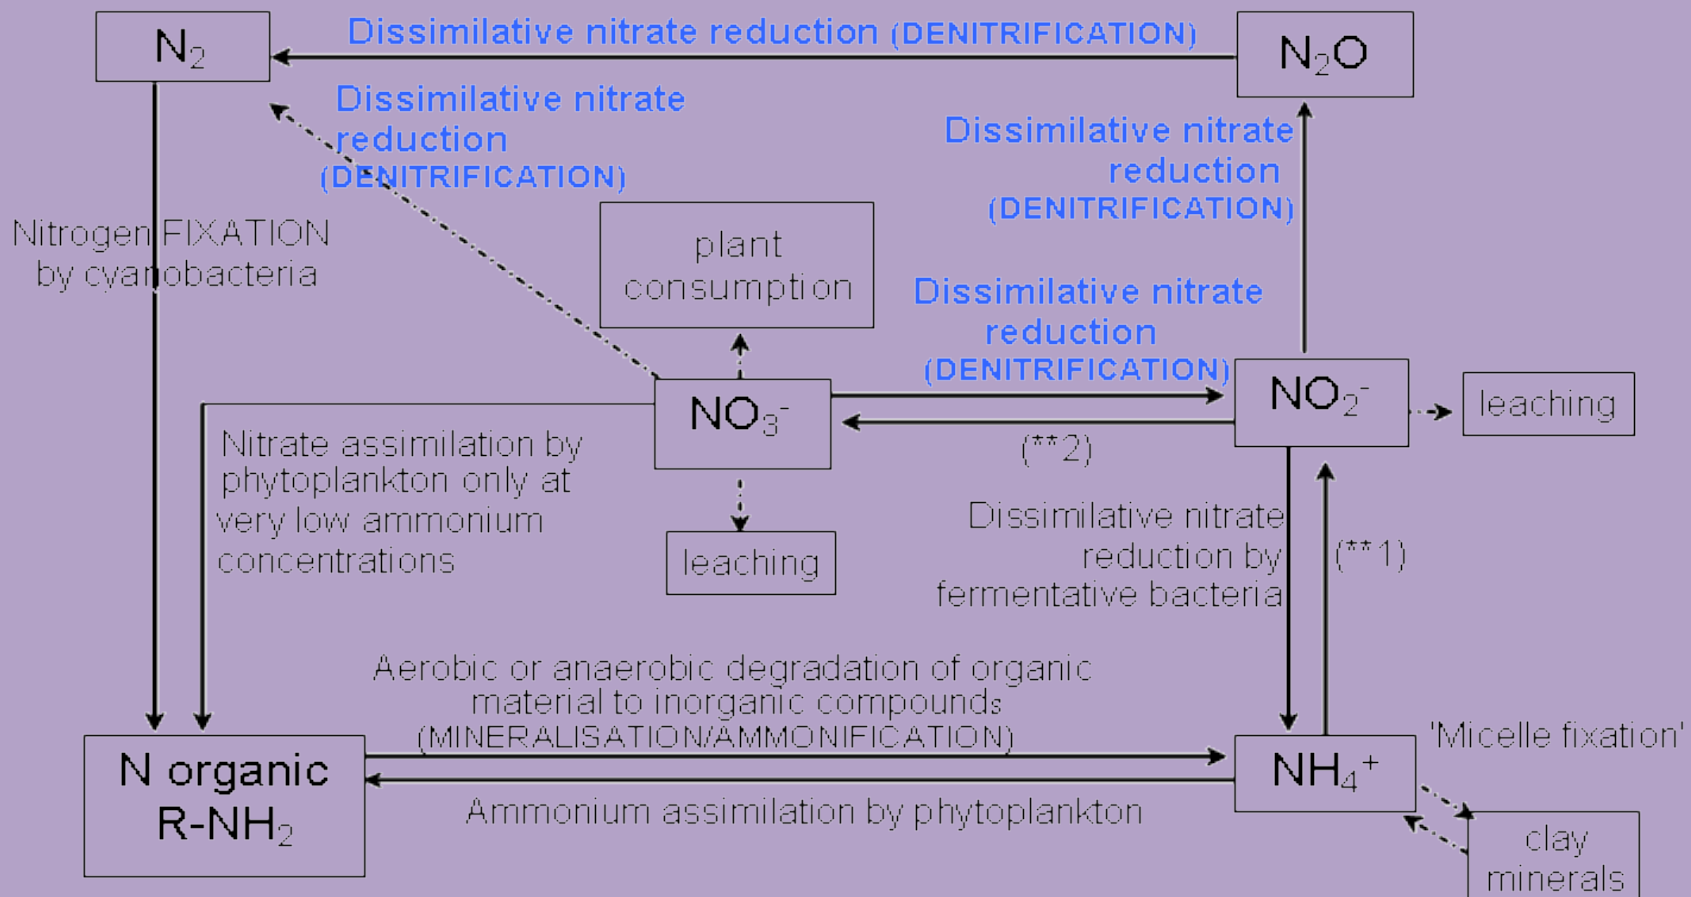 N₂
Dissimilative nitrate reduction (DENITRIFICATION)
N₂O
Dissimilative nitrate
reduction
(DENITRIFICATION)
Dissimilative nitrate
reduction
(DENITRIFICATION)
Nitrogen FIXATION
by cyanobacteria
plant
consumption
Dissimilative nitrate
reduction
(DENITRIFICATION)
NO₃⁻
NO₂⁻
leaching
(**2)
Nitrate assimilation by
phytoplankton only at
very low ammonium
concentrations
leaching
Dissimilative nitrate
reduction by
fermentative bacteria
(**1)
Aerobic or anaerobic degradation of organic
material to inorganic compounds
(MINERALISATION/AMMONIFICATION)
N organic
R-NH₂
Ammonium assimilation by phytoplankton
NH₄⁺
'Micelle fixation'
clay
minerals